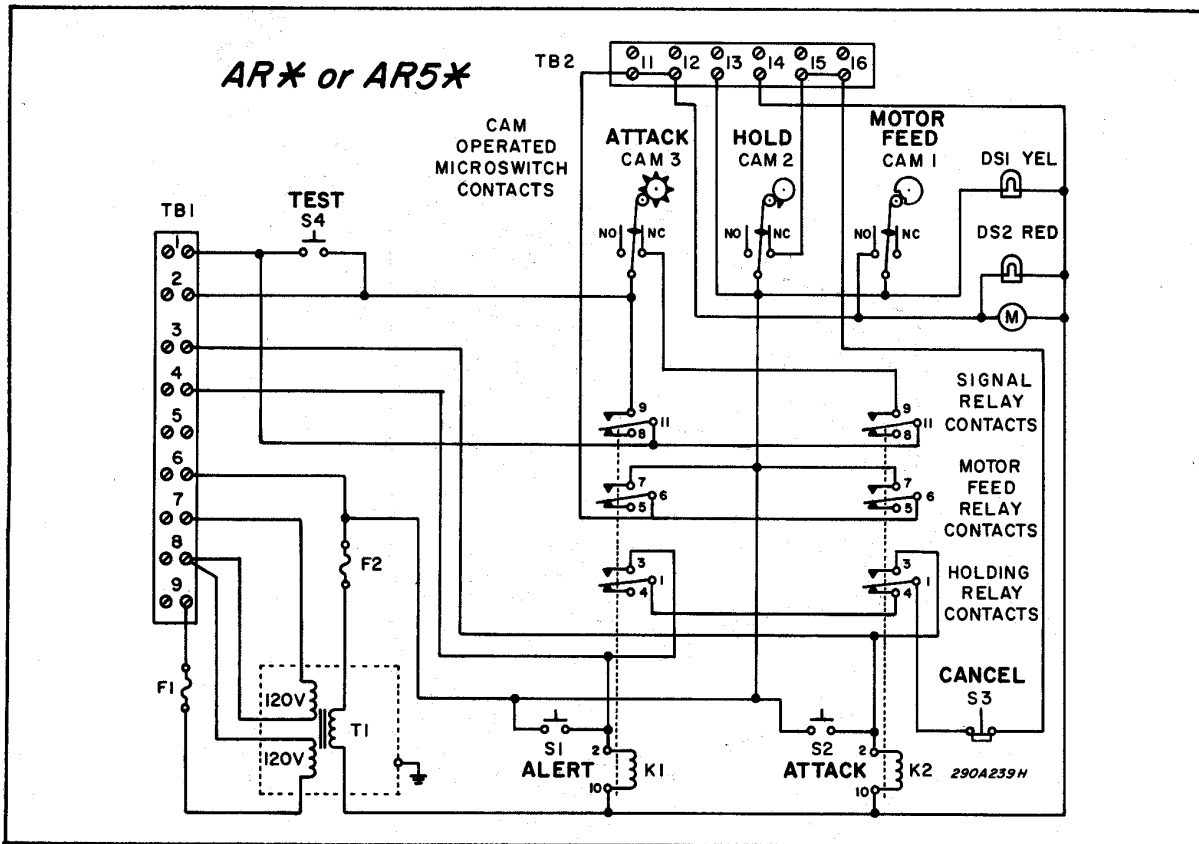 AR* or AR5*
TB2
11 12 13 14 15 16
CAM
OPERATED
MICROSWITCH
CONTACTS
ATTACK
CAM 3
HOLD
CAM 2
MOTOR
FEED
CAM 1
DS1 YEL
DS2 RED
M
TB1
1
2
3
4
5
6
7
8
9
TEST
S4
NO NC
NO NC
NO NC
9
11
8
9
11
8
SIGNAL
RELAY
CONTACTS
7
6
5
7
6
5
MOTOR
FEED
RELAY
CONTACTS
3
1
4
3
1
4
HOLDING
RELAY
CONTACTS
F2
F1
120V
120V
T1
S1
ALERT
2
10
K1
S2
ATTACK
2
10
K2
CANCEL
S3
290A239H